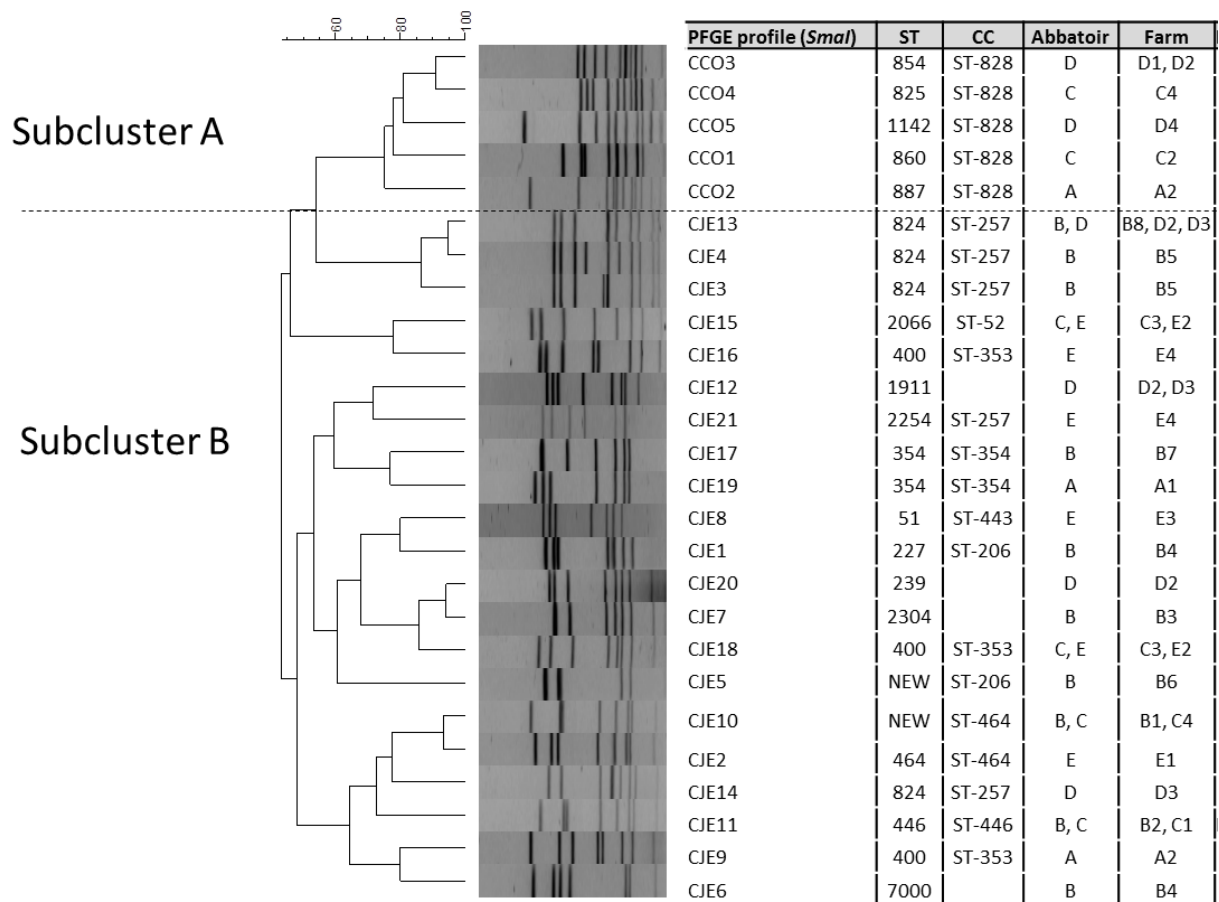 60 80 100
PFGE profile (SmaI) ST CC Abbatoir Farm
CCO3 854 ST-828 D D1, D2
CCO4 825 ST-828 C C4
Subcluster A
CCO5 1142 ST-828 D D4
CCO1 860 ST-828 C C2
CCO2 887 ST-828 A A2
CJE13 824 ST-257 B, D B8, D2, D3
CJE4 824 ST-257 B B5
CJE3 824 ST-257 B B5
CJE15 2066 ST-52 C, E C3, E2
CJE16 400 ST-353 E E4
CJE12 1911 D D2, D3
CJE21 2254 ST-257 E E4
Subcluster B
CJE17 354 ST-354 B B7
CJE19 354 ST-354 A A1
CJE8 51 ST-443 E E3
CJE1 227 ST-206 B B4
CJE20 239 D D2
CJE7 2304 B B3
CJE18 400 ST-353 C, E C3, E2
CJE5 NEW ST-206 B B6
CJE10 NEW ST-464 B, C B1, C4
CJE2 464 ST-464 E E1
CJE14 824 ST-257 D D3
CJE11 446 ST-446 B, C B2, C1
CJE9 400 ST-353 A A2
CJE6 7000 B B4